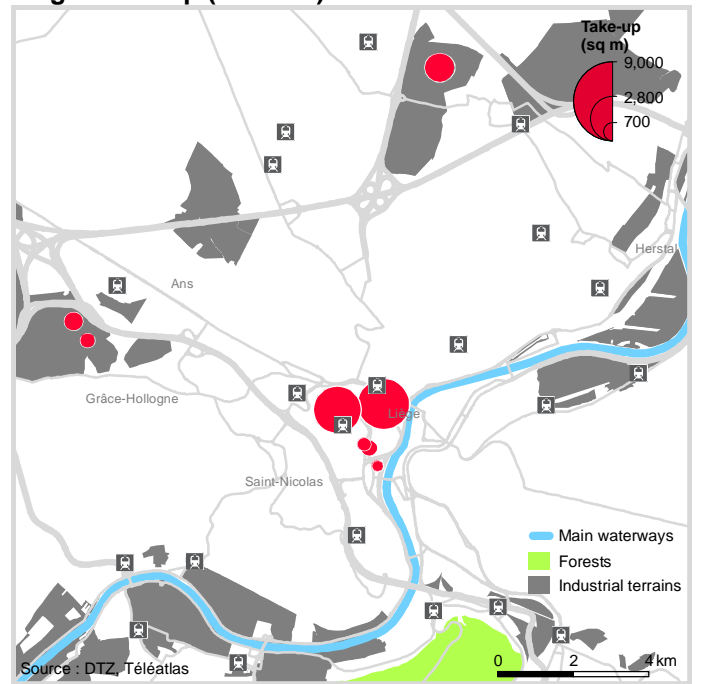 Take-up
(sq m)
9,000
2,800
700
Herstal
Ans
Grâce-Hollogne
Liège
Saint-Nicolas
Main waterways
Forests
Industrial terrains
Source : DTZ, Téléatlas
0 2 4 km